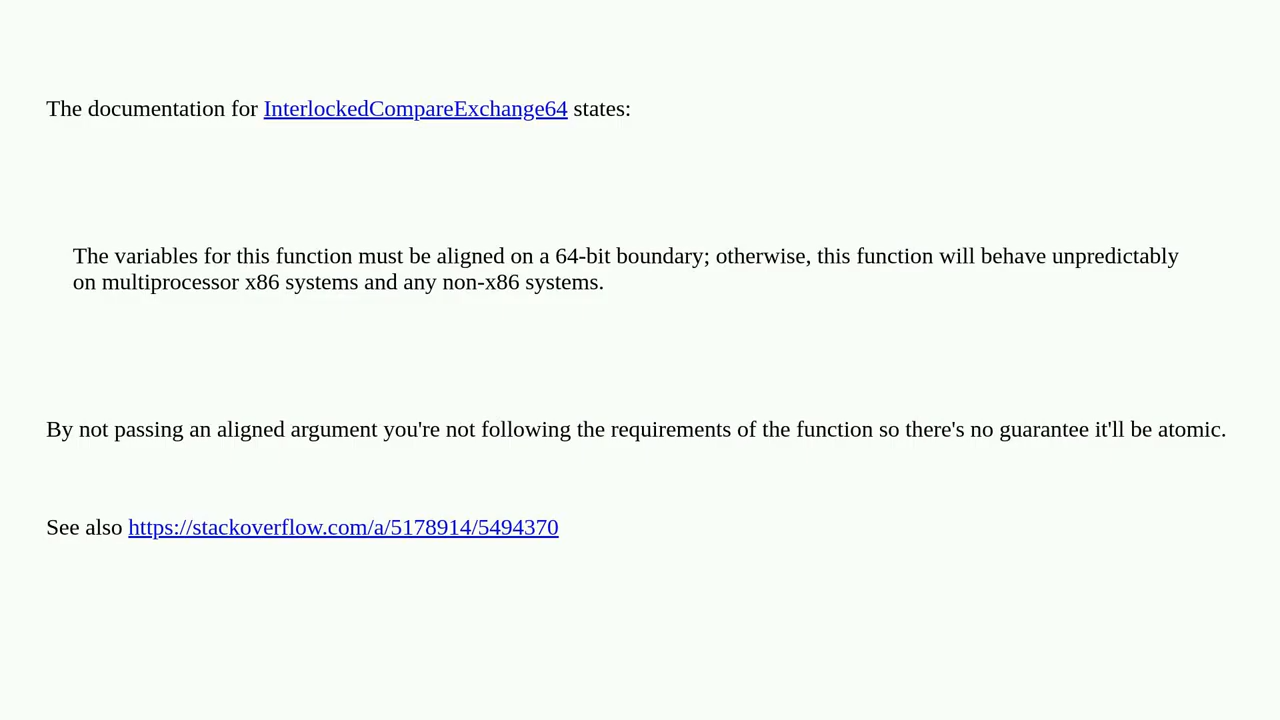 The documentation for InterlockedCompareExchange64 states:
The variables for this function must be aligned on a 64-bit boundary; otherwise, this function will behave unpredictably
on multiprocessor x86 systems and any non-x86 systems.
By not passing an aligned argument you're not following the requirements of the function so there's no guarantee it'll be atomic.
See also https://stackoverflow.com/a/5178914/5494370